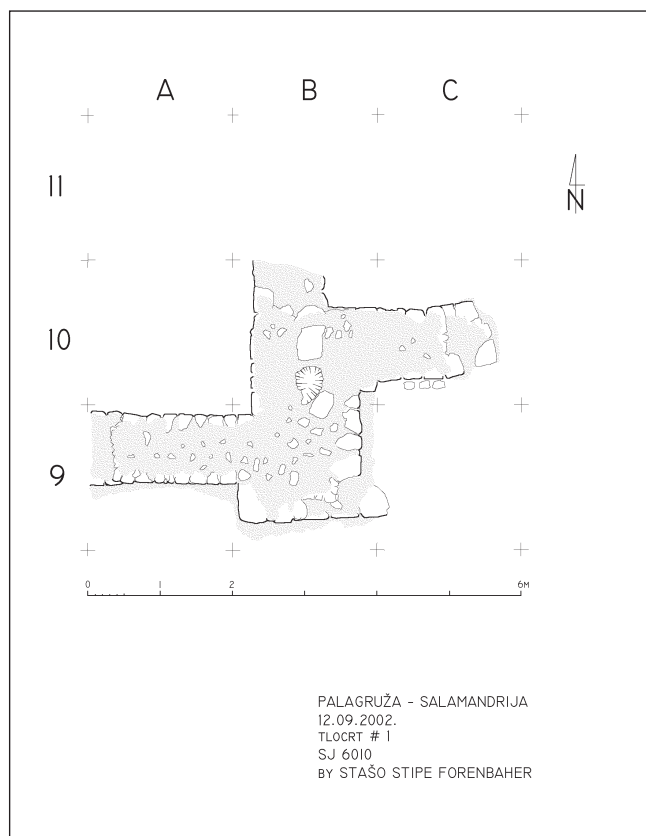 A B C
11
N
10
9
0 1 2 6M
PALAGRUŽA - SALAMANDRIJA
12.09.2002.
TLOCRT # 1
SJ 6010
BY STAŠO STIPE FORENBAHER